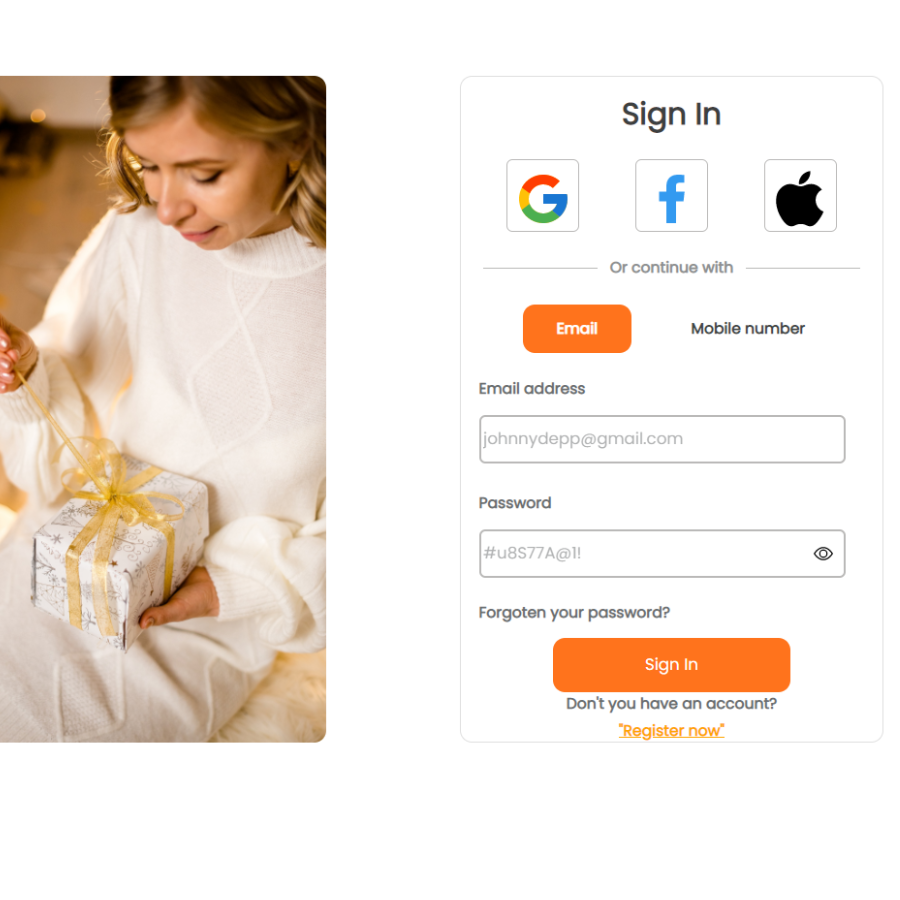 Sign In
Or continue with
Email
Mobile number
Email address
johnnydepp@gmail.com
Password
#u8S77A@1!
Forgoten your password?
Sign In
Don't you have an account?
"Register now"